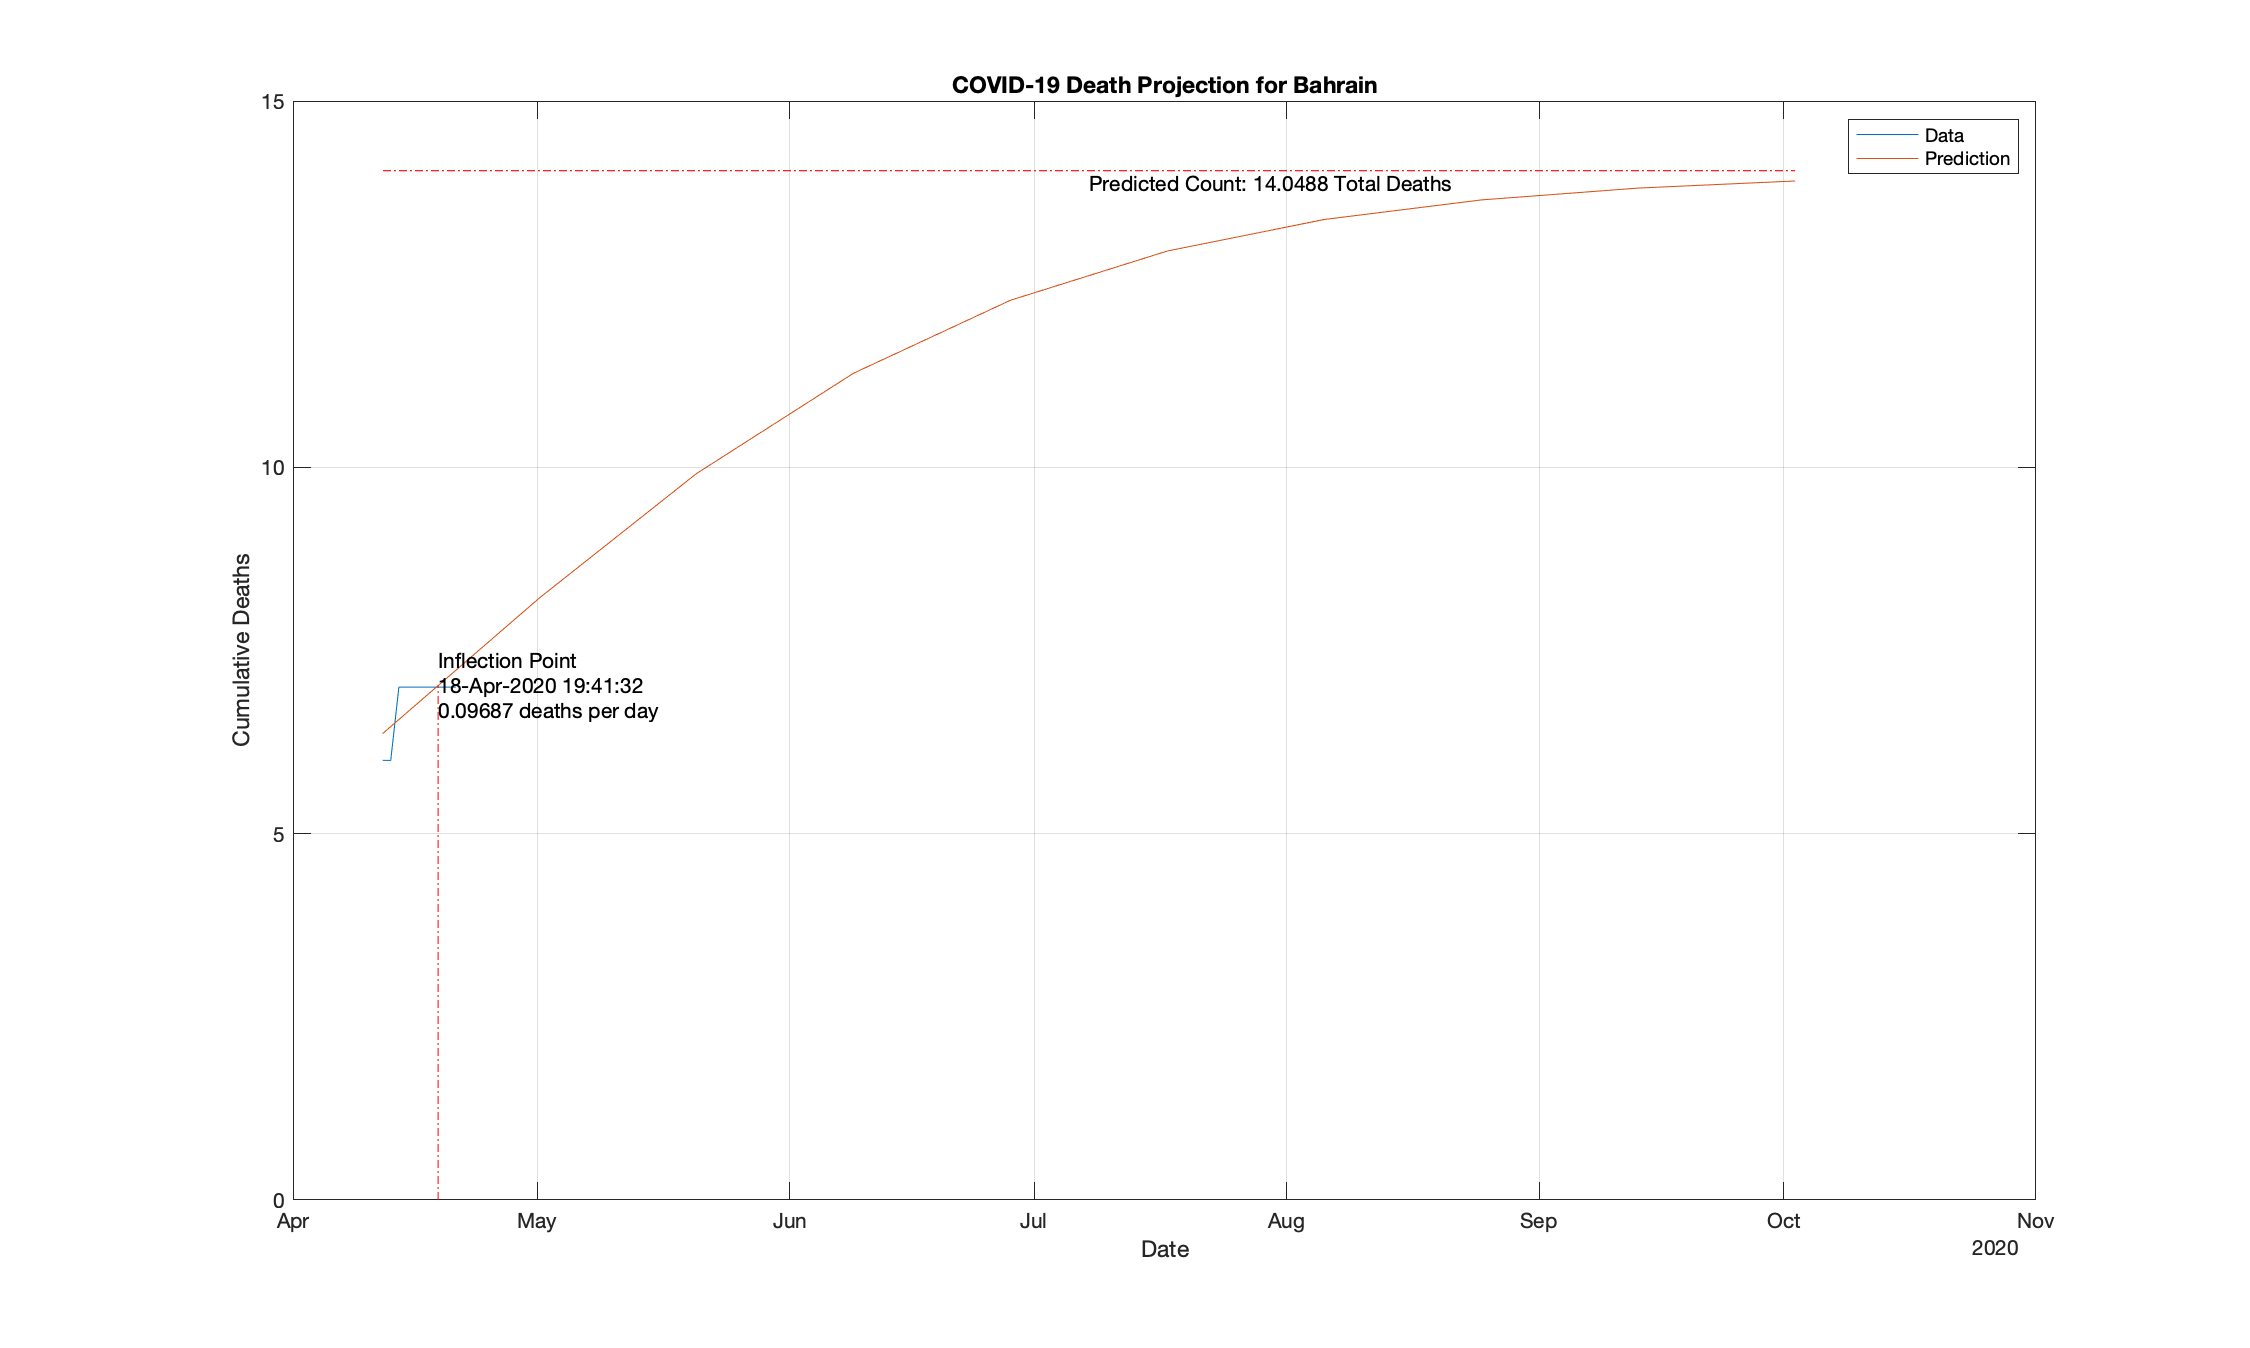 COVID-19 Death Projection for Bahrain
15
10
5
0
Cumulative Deaths
Data
Prediction
Predicted Count: 14.0488 Total Deaths
Inflection Point
18-Apr-2020 19:41:32
0.09687 deaths per day
Apr May Jun Jul Aug Sep Oct Nov
Date
2020